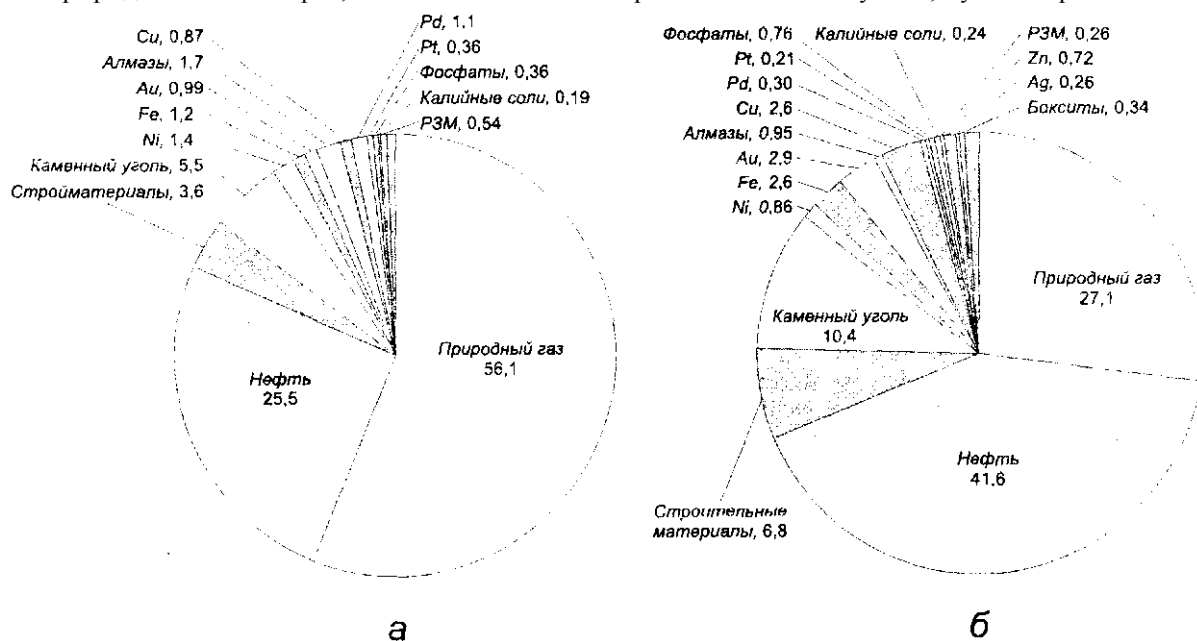 Cu, 0,87
Алмазы, 1,7
Au, 0,99
Fe, 1,2
Ni, 1,4
Каменный уголь, 5,5
Стройматериалы, 3,6
Pd, 1,1
Pt, 0,36
Фосфаты, 0,36
Калийные соли, 0,19
РЗМ, 0,54
Природный газ
56,1
Нефть
25,5
а
Фосфаты, 0,76
Pt, 0,21
Pd, 0,30
Cu, 2,6
Алмазы, 0,95
Au, 2,9
Fe, 2,6
Ni, 0,86
Калийные соли, 0,24
РЗМ, 0,26
Zn, 0,72
Ag, 0,26
Бокситы, 0,34
Природный газ
27,1
Каменный уголь
10,4
Нефть
41,6
Строительные
материалы, 6,8
б